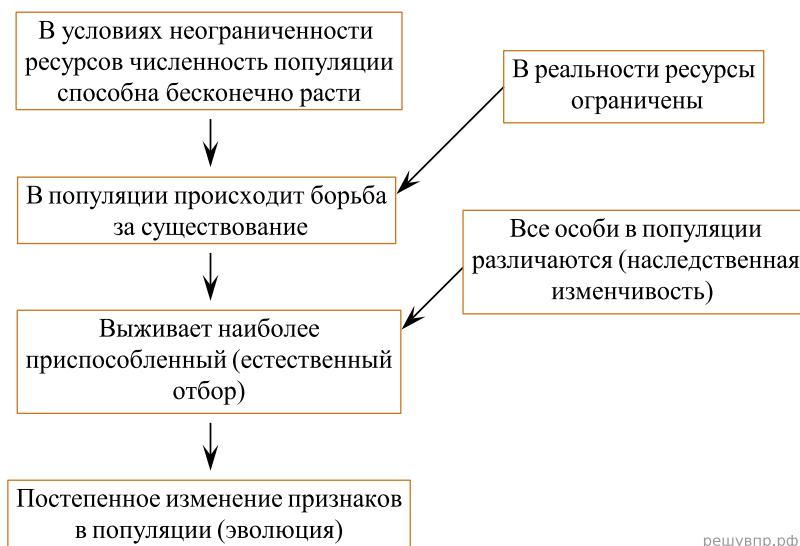 В условиях неограниченности
ресурсов численность популяции
способна бесконечно расти
В реальности ресурсы
ограничены
В популяции происходит борьба
за существование
Все особи в популяции
различаются (наследственная
изменчивость)
Выживает наиболее
приспособленный (естественный
отбор)
Постепенное изменение признаков
в популяции (эволюция)
решувпр.рф